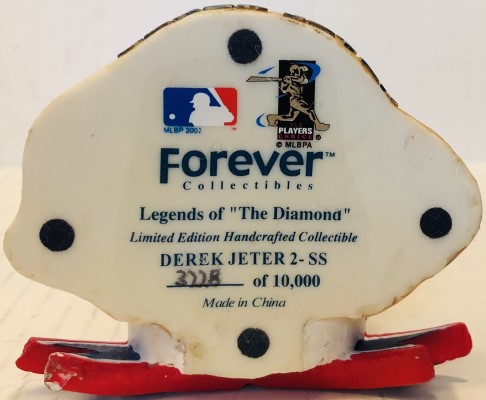 MLBP 2002
PLAYERS
CHOICE
© MLBPA
Forever™
Collectibles
Legends of "The Diamond"
Limited Edition Handcrafted Collectible
DEREK JETER 2- SS
3228 of 10,000
Made in China